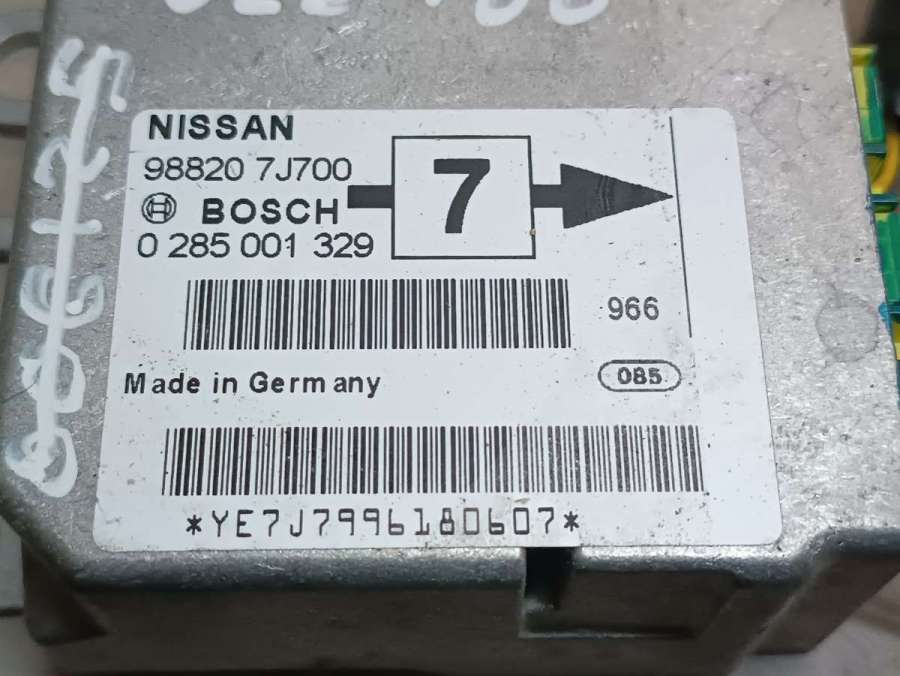 NISSAN
98820 7J700
BOSCH
0 285 001 329
7
966
Made in Germany
085
*YE7J7996180607*